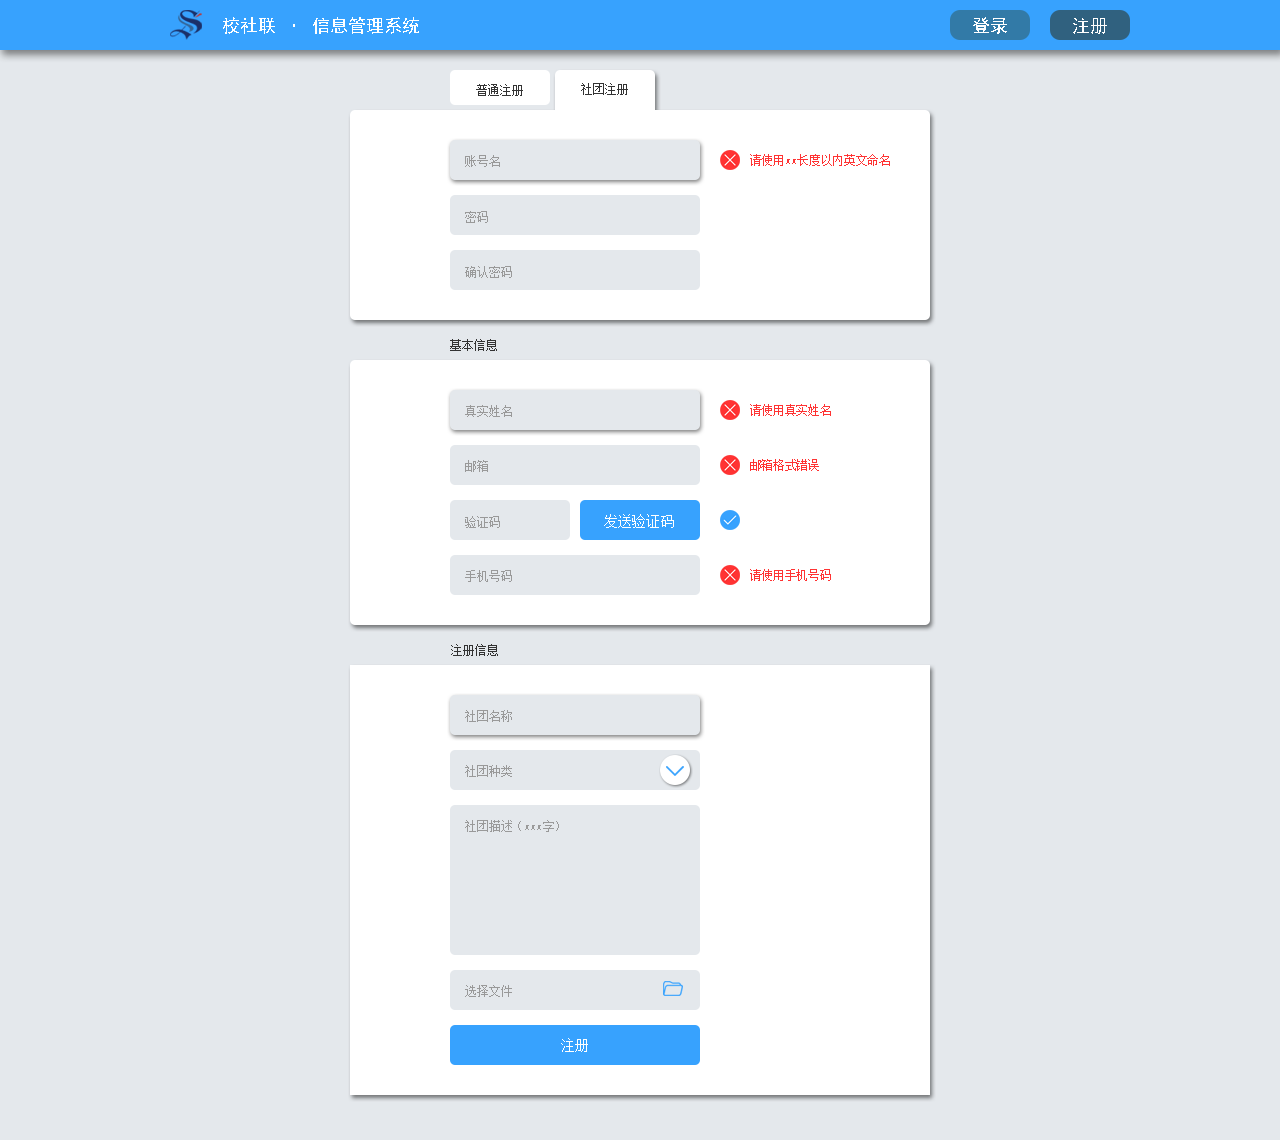 校社联 · 信息管理系统
登录
注册
普通注册
社团注册
账号名
请使用xx长度以内英文命名
密码
确认密码
基本信息
真实姓名
请使用真实姓名
邮箱
邮箱格式错误
验证码
发送验证码
手机号码
请使用手机号码
注册信息
社团名称
社团种类
社团描述（xxx字）
选择文件
注册